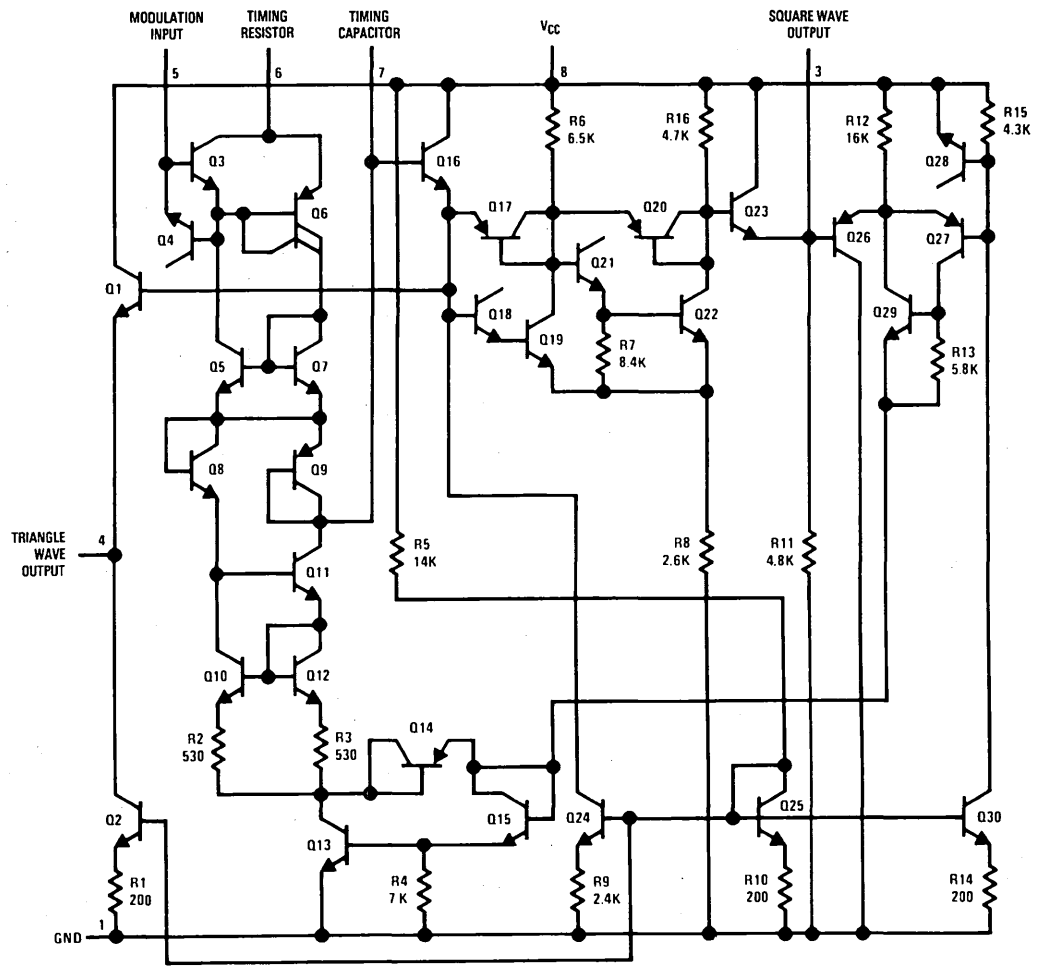 MODULATION
INPUT
TIMING
RESISTOR
TIMING
CAPACITOR
VCC
SQUARE WAVE
OUTPUT
5
6
7
8
3
R6
6.5K
R16
4.7K
R12
16K
R15
4.3K
Q3
Q16
Q28
Q17
Q20
Q23
Q4
Q6
Q26
Q27
Q21
Q1
Q18
Q22
Q29
Q19
R7
8.4K
R13
5.8K
Q5
Q7
Q8
Q9
TRIANGLE
WAVE
OUTPUT
4
R5
14K
R8
2.6K
R11
4.8K
Q11
Q10
Q12
Q14
R2
530
R3
530
Q2
Q13
Q15
Q24
Q25
Q30
R1
200
R4
7 K
R9
2.4K
R10
200
R14
200
GND
1